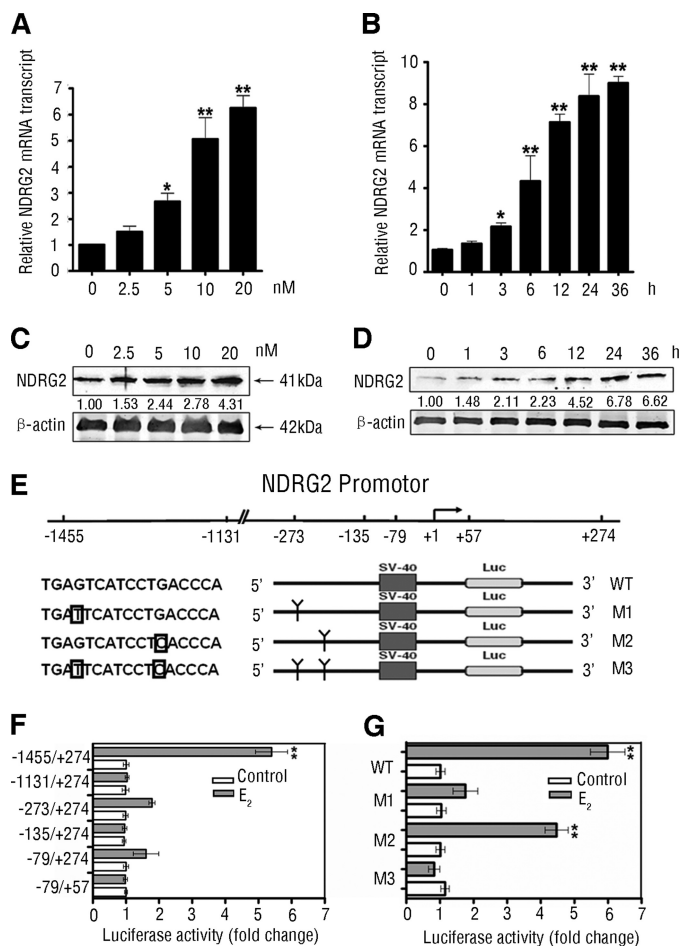 A
Relative NDRG2 mRNA transcript
7
6
5
4
3
2
1
0
* ** **
0 2.5 5 10 20 nM
B
Relative NDRG2 mRNA transcript
10
8
6
4
2
0
* ** ** ** **
0 1 3 6 12 24 36 h
C
0 2.5 5 10 20 nM
NDRG2 ← 41kDa
1.00 1.53 2.44 2.78 4.31
β-actin ← 42kDa
D
0 1 3 6 12 24 36 h
NDRG2
1.00 1.48 2.11 2.23 4.52 6.78 6.62
β-actin
E
NDRG2 Promotor
-1455 -1131 -273 -135 -79 +1 +57 +274
TGAGTCATCCTGACCCA 5' SV-40 Luc 3' WT
TGATTCATCCTGACCCA 5' SV-40 Luc 3' M1
TGAGTCATCCTCACCCA 5' SV-40 Luc 3' M2
TGATTCATCCTCACCCA 5' SV-40 Luc 3' M3
F
-1455/+274
-1131/+274
-273/+274
-135/+274
-79/+274
-79/+57
**
Control
E2
0 1 2 3 4 5 6 7
Luciferase activity (fold change)
G
WT
M1
M2
M3
**
**
Control
E2
0 1 2 3 4 5 6 7
Luciferase activity (fold change)